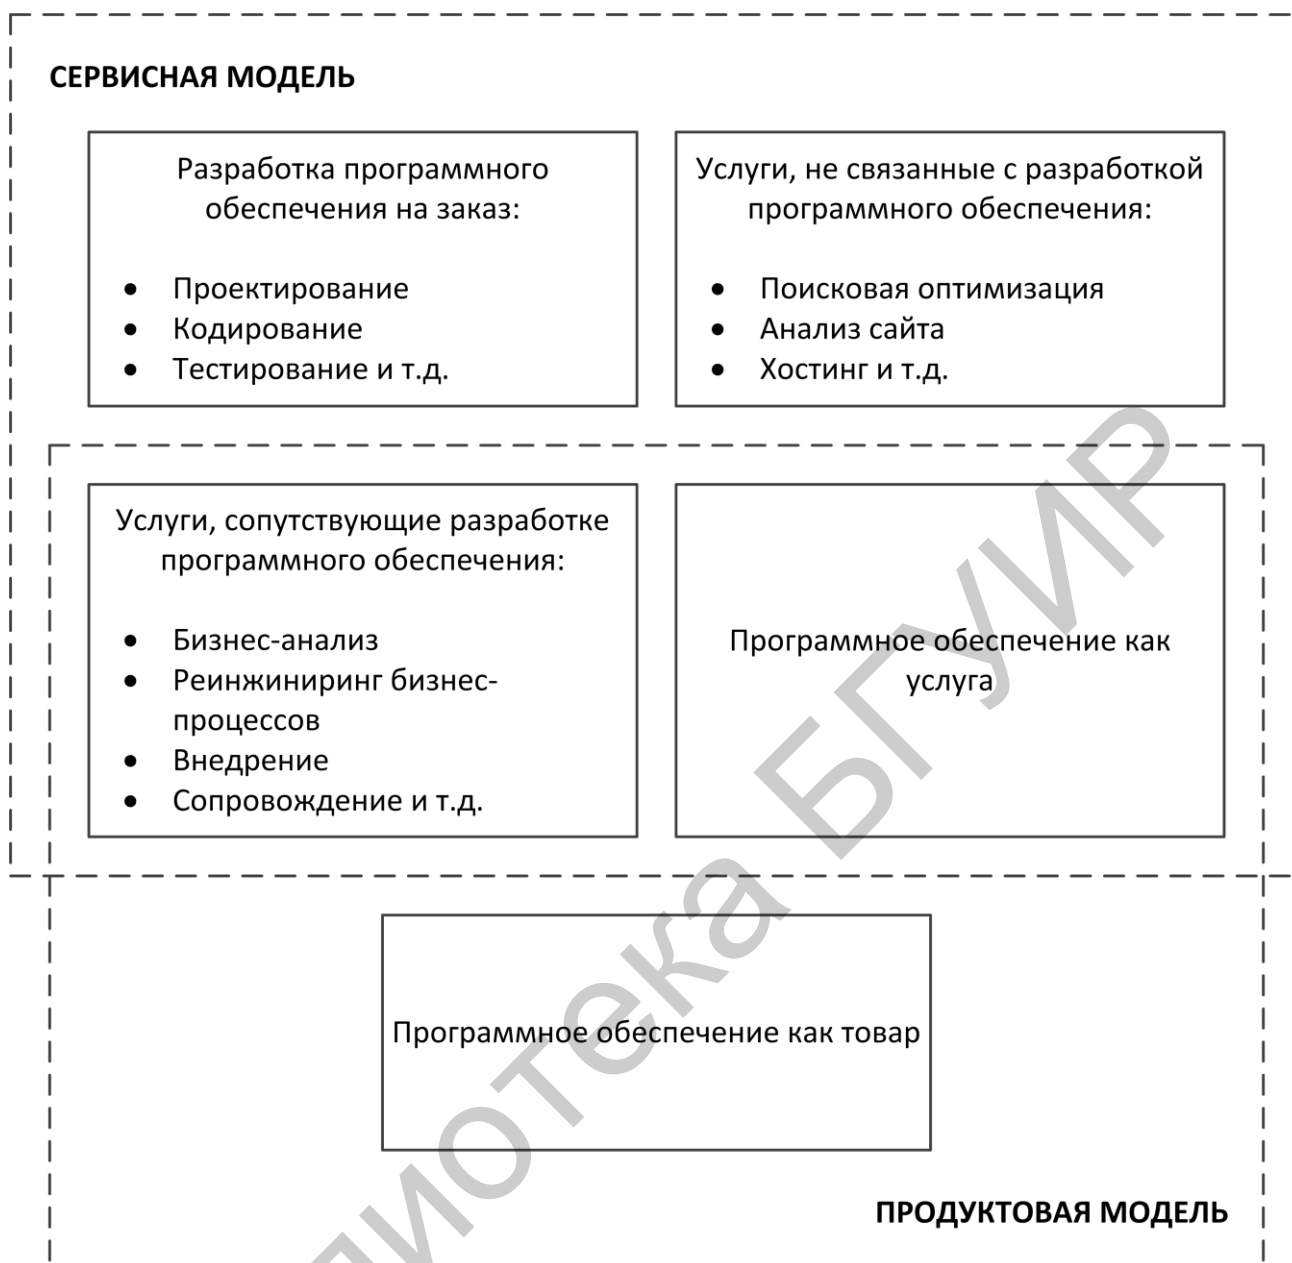 СЕРВИСНАЯ МОДЕЛЬ
Разработка программного
обеспечения на заказ:
• Проектирование
• Кодирование
• Тестирование и т.д.
Услуги, не связанные с разработкой
программного обеспечения:
• Поисковая оптимизация
• Анализ сайта
• Хостинг и т.д.
Услуги, сопутствующие разработке
программного обеспечения:
• Бизнес-анализ
• Реинжиниринг бизнес-
процессов
• Внедрение
• Сопровождение и т.д.
Программное обеспечение как
услуга
Программное обеспечение как товар
ПРОДУКТОВАЯ МОДЕЛЬ
БГУИР